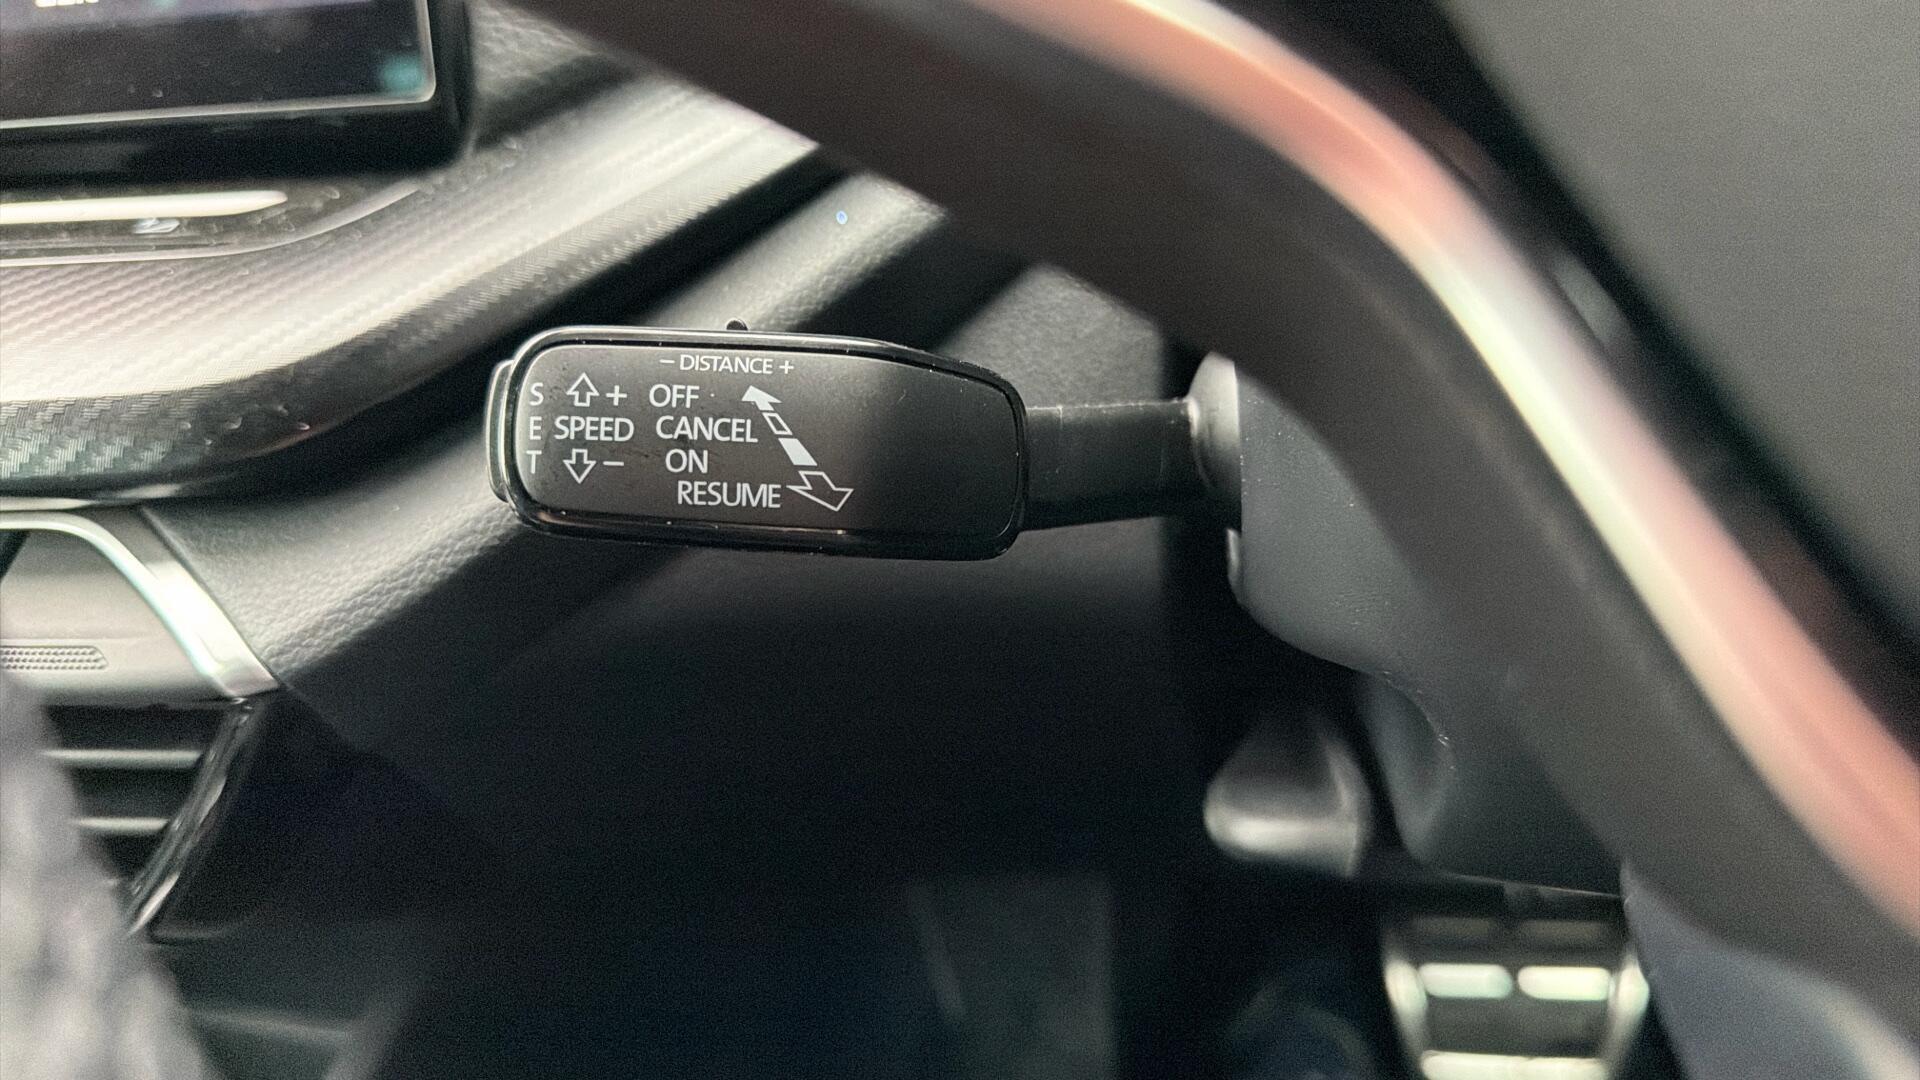 − DISTANCE +
S ⇧ + OFF
E SPEED CANCEL
T ⇩ − ON
RESUME